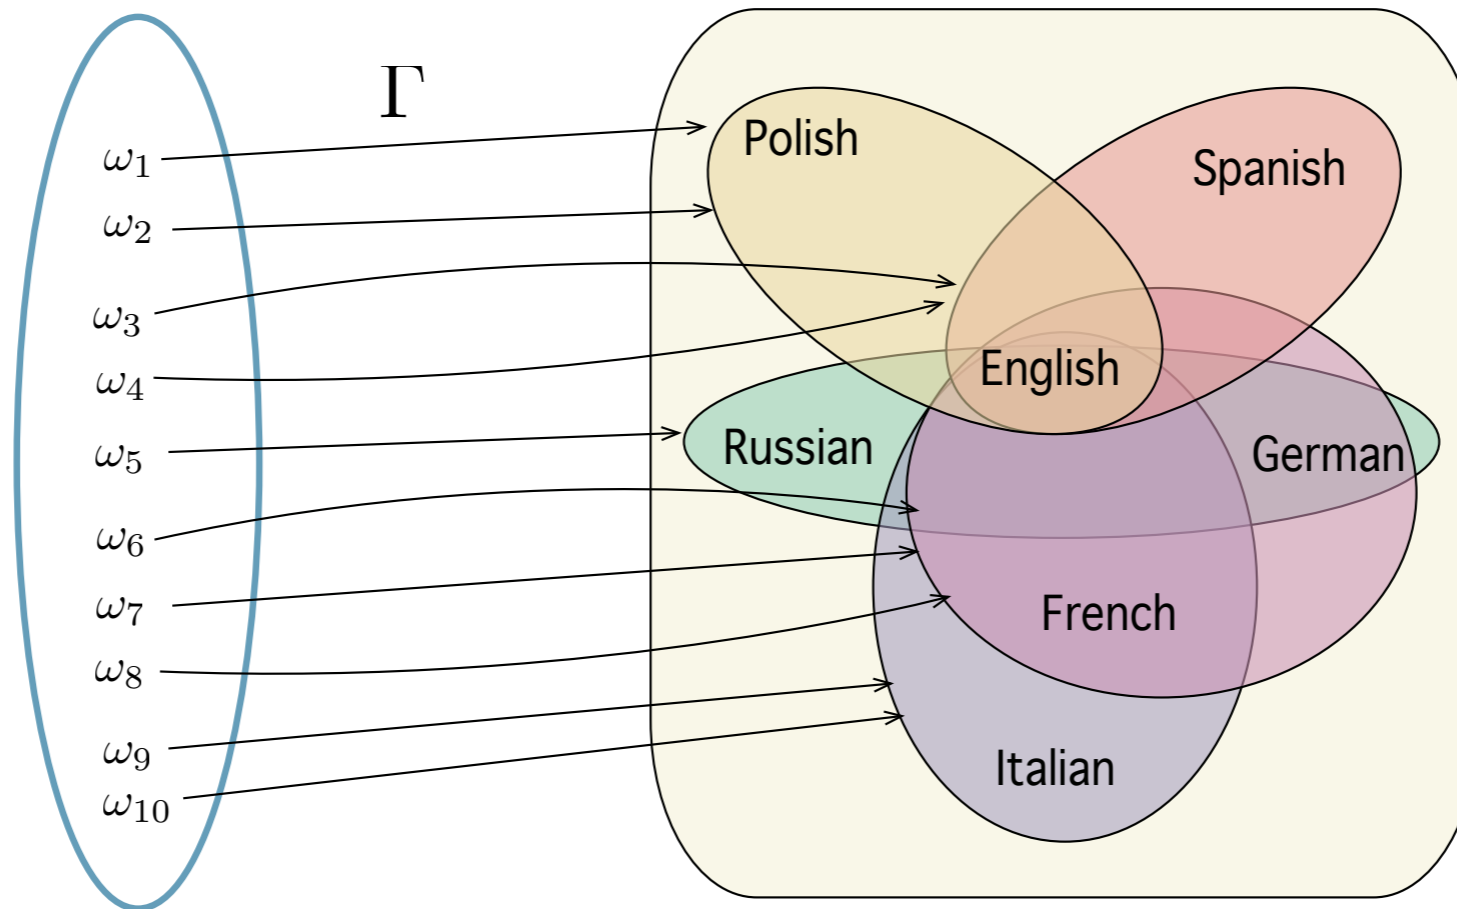 Γ
ω1
ω2
ω3
ω4
ω5
ω6
ω7
ω8
ω9
ω10
Polish
Spanish
English
Russian
German
French
Italian